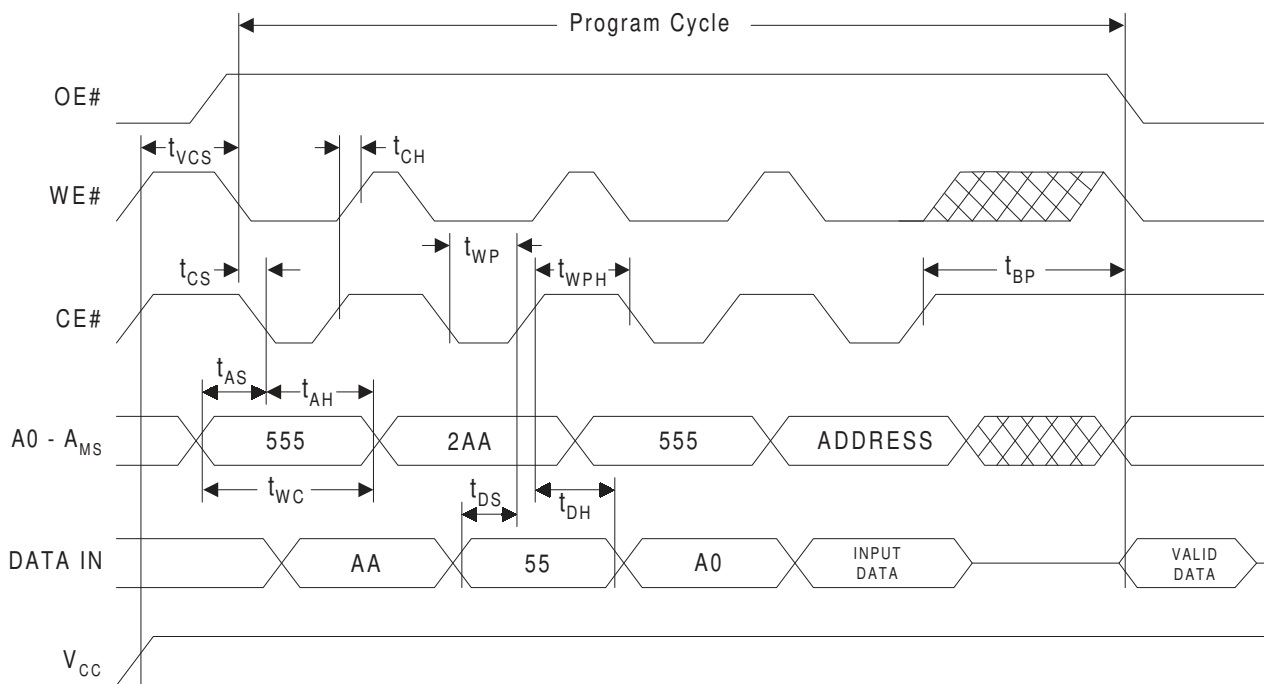 Program Cycle
OE#
tVCS
tCH
WE#
tWP
tCS
tWPH
tBP
CE#
tAS
tAH
A0 - AMS
555
2AA
555
ADDRESS
tWC
tDS
tDH
DATA IN
AA
55
A0
INPUT
DATA
VALID
DATA
VCC